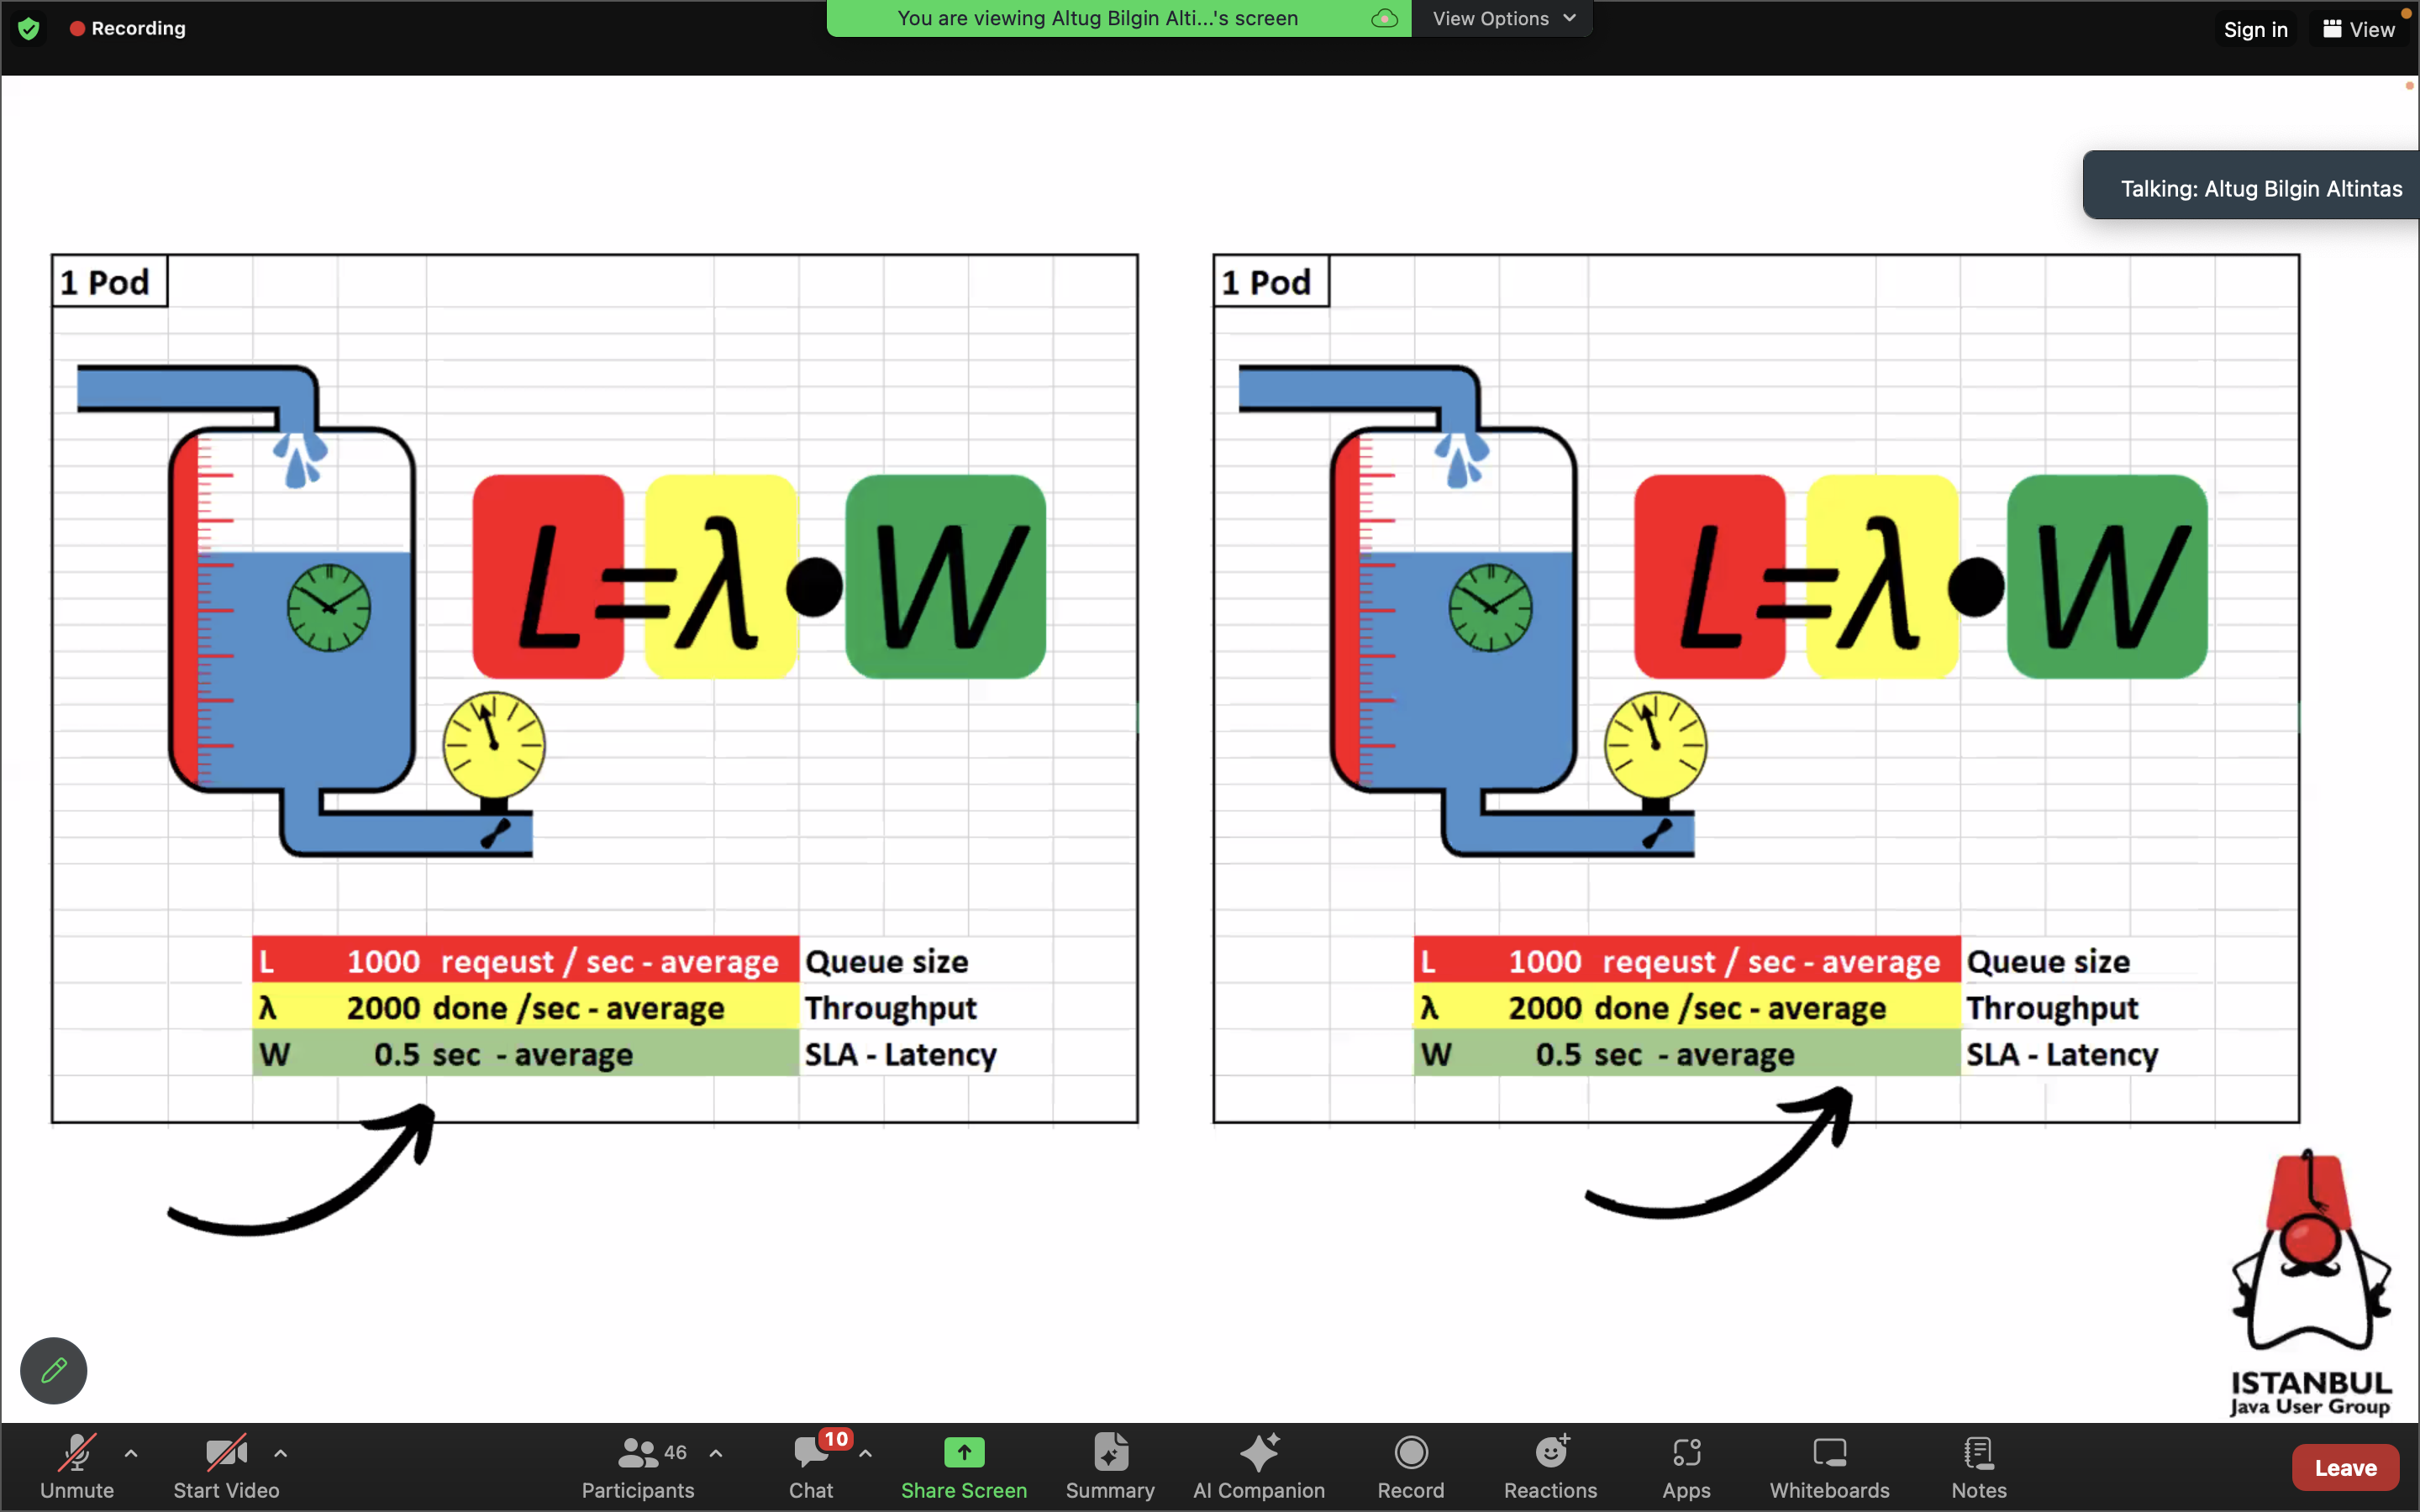 Recording
You are viewing Altug Bilgin Alti...'s screen
View Options
Sign in
View
Talking: Altug Bilgin Altintas
1 Pod
L=λ•W
L 1000 reqeust / sec - average Queue size
λ 2000 done /sec - average Throughput
W 0.5 sec - average SLA - Latency
1 Pod
L=λ•W
L 1000 reqeust / sec - average Queue size
λ 2000 done /sec - average Throughput
W 0.5 sec - average SLA - Latency
ISTANBUL
Java User Group
Unmute
Start Video
46
Participants
10
Chat
Share Screen
Summary
AI Companion
Record
Reactions
Apps
Whiteboards
Notes
Leave